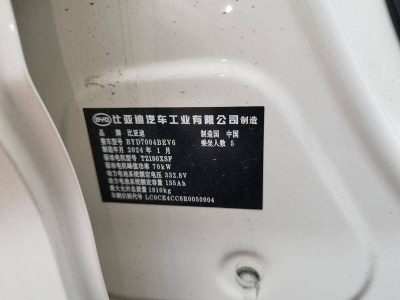 BYD 比亚迪汽车工业有限公司 制造
品牌 比亚迪 制造国 中国
整车型号 BYD7004BEV6 乘坐人数 5
制造年月 2024年1月
驱动电机型号 TZ180XSF
驱动电机峰值功率 70kW
动力电池系统额定电压 332.8V
动力电池系统额定容量 135Ah
最大允许总质量 1810kg
车辆识别代号 LC0CE4CC8R0050904